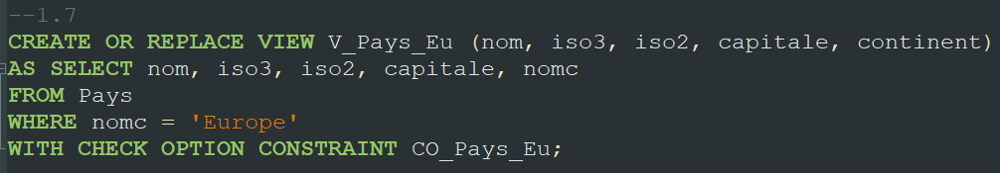 --1.7
CREATE OR REPLACE VIEW V_Pays_Eu (nom, iso3, iso2, capitale, continent)
AS SELECT nom, iso3, iso2, capitale, nomc
FROM Pays
WHERE nomc = 'Europe'
WITH CHECK OPTION CONSTRAINT CO_Pays_Eu;